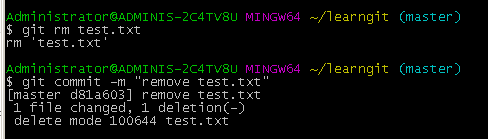 Administrator@ADMINIS-2C4TV8U MINGW64 ~/learngit (master)
$ git rm test.txt
rm 'test.txt'
Administrator@ADMINIS-2C4TV8U MINGW64 ~/learngit (master)
$ git commit -m "remove test.txt"
[master d81a603] remove test.txt
 1 file changed, 1 deletion(-)
 delete mode 100644 test.txt